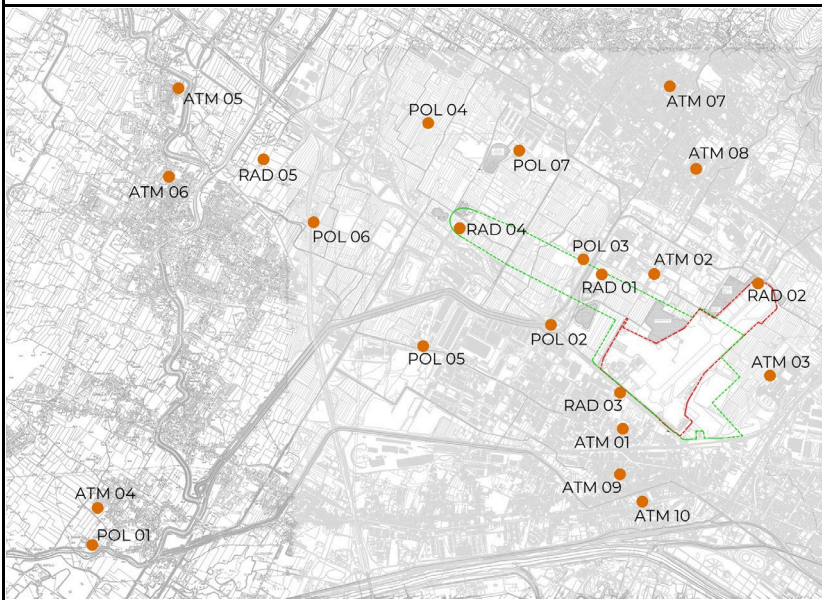 ATM 05
ATM 07
POL 04
POL 07
ATM 08
RAD 05
ATM 06
POL 06
RAD 04
POL 03
ATM 02
RAD 01
RAD 02
POL 02
POL 05
ATM 03
RAD 03
ATM 01
ATM 09
ATM 04
ATM 10
POL 01